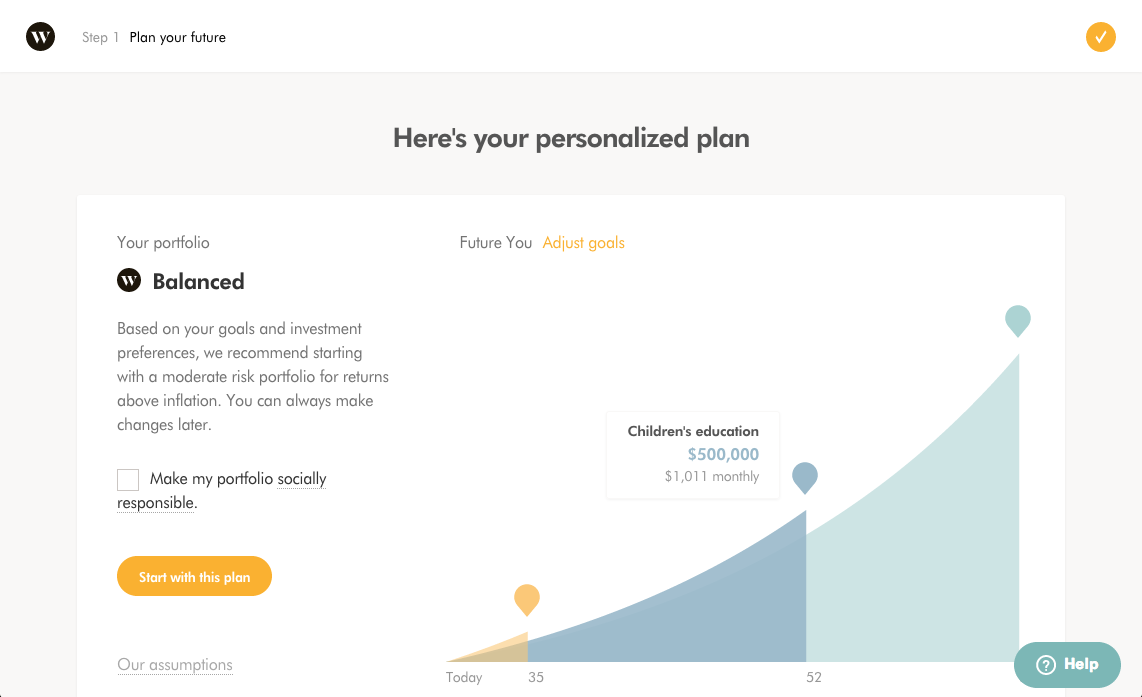 W
Step 1 Plan your future
Here's your personalized plan
Your portfolio
W Balanced
Based on your goals and investment
preferences, we recommend starting
with a moderate risk portfolio for returns
above inflation. You can always make
changes later.
Make my portfolio socially
responsible.
Start with this plan
Our assumptions
Future You Adjust goals
Children's education
$500,000
$1,011 monthly
Today 35 52
? Help